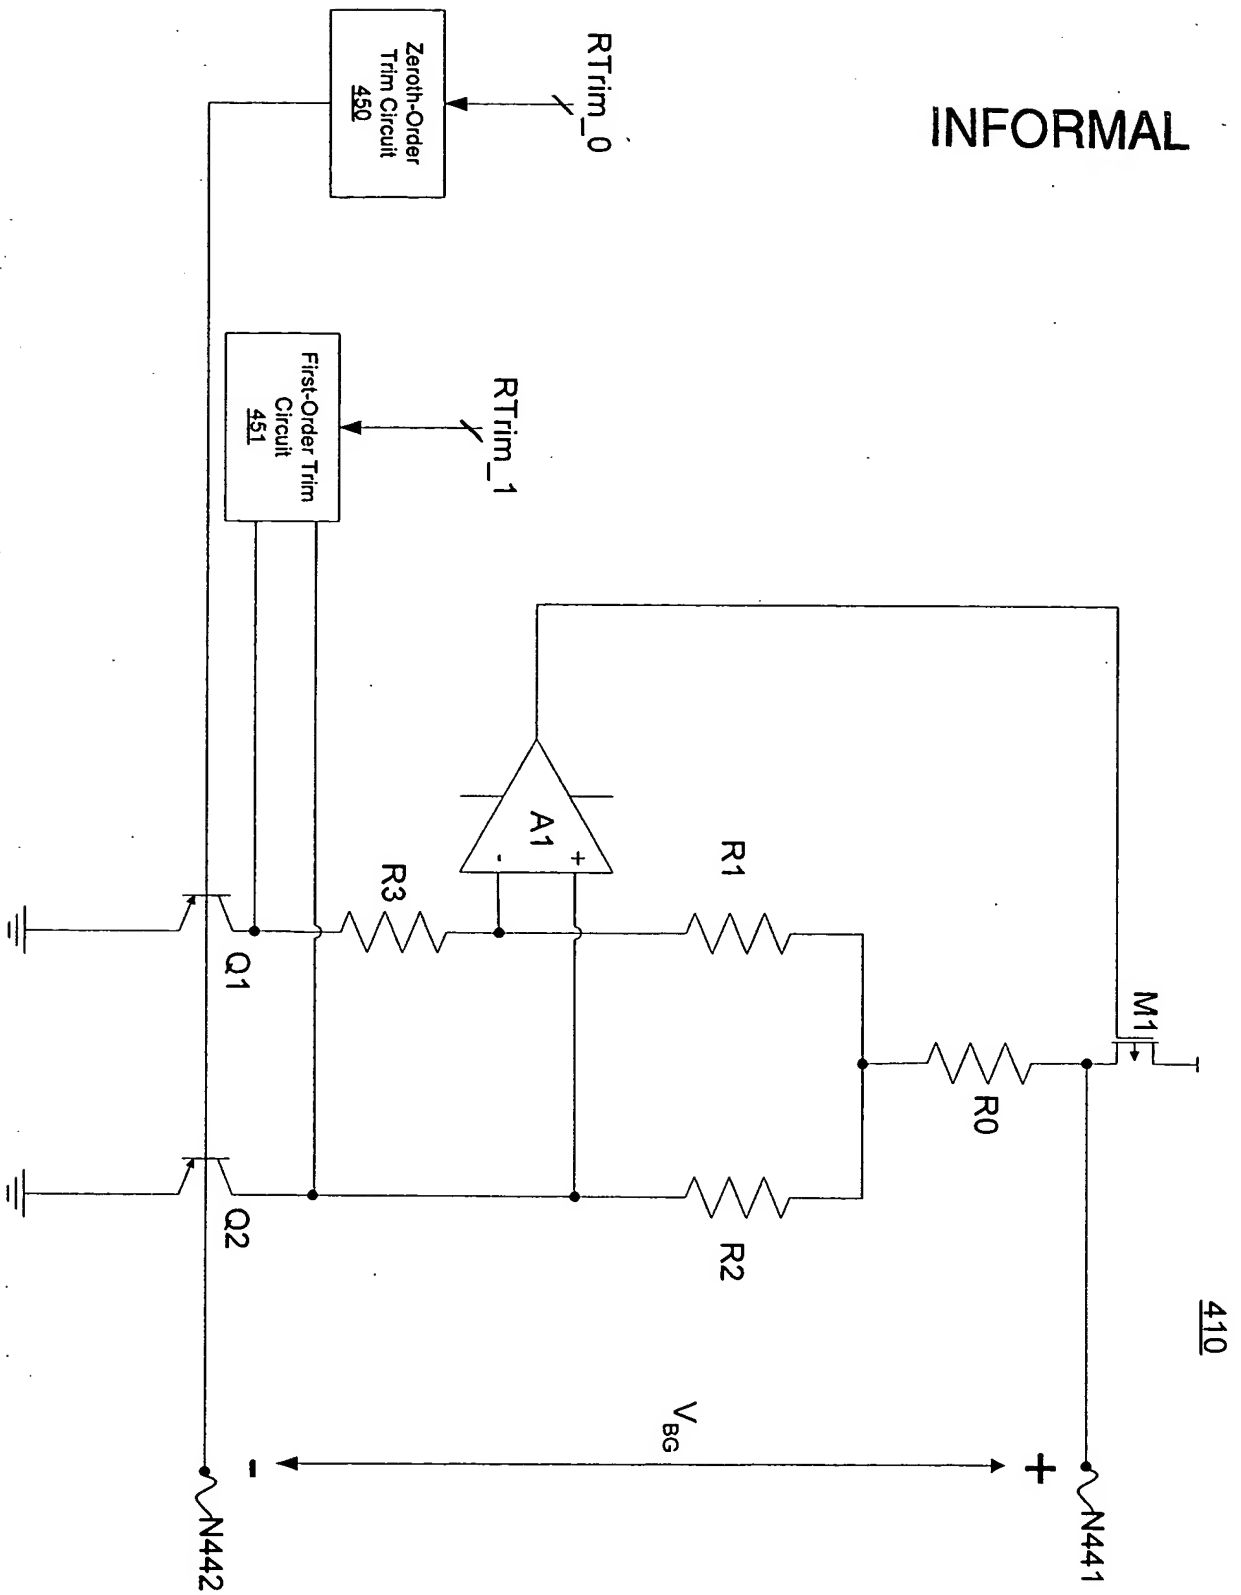 INFORMAL
410
RTrim_0
Zeroth-Order
Trim Circuit
450
RTrim_1
First-Order Trim
Circuit
451
M1
R0
R1
R2
A1
+
-
R3
Q1
Q2
N441
+
V_BG
-
N442